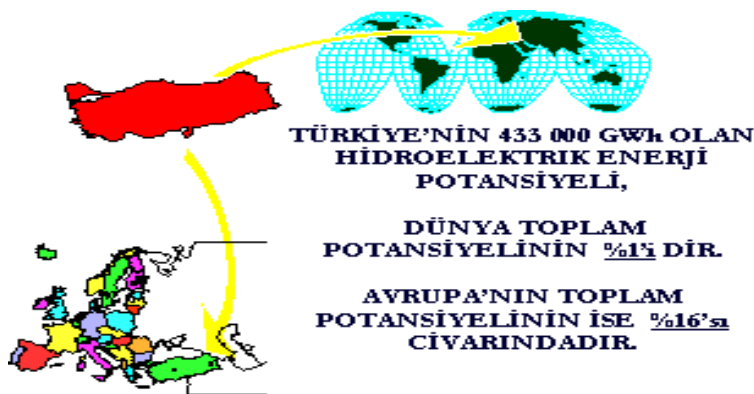 TÜRKİYE'NİN 433 000 GWh OLAN
HİDROELEKTRIK ENERJİ
POTANSİYELİ,
DÜNYA TOPLAM
POTANSİYELİNİN %1'i DİR.
AVRUPA'NIN TOPLAM
POTANSİYELİNİN İSE %16'sı
CİVARINDADIR.